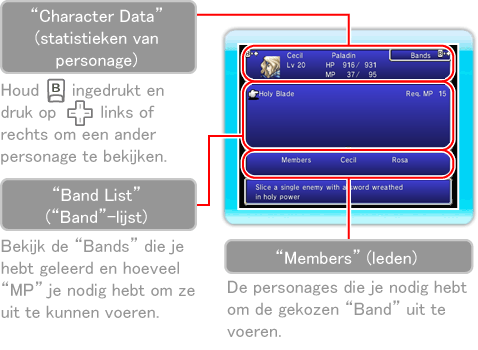 “Character Data”
(statistieken van
personage)
Houd B ingedrukt en
druk op links of
rechts om een ander
personage te bekijken.
“Band List”
(“Band”-lijst)
Bekijk de “Bands” die je
hebt geleerd en hoeveel
“MP” je nodig hebt om ze
uit te kunnen voeren.
Cecil Paladin Bands
Lv 20 HP 916/ 931
MP 37/ 95
Holy Blade Req. MP 15
Members Cecil Rosa
Slice a single enemy with a sword wreathed
in holy power
“Members” (leden)
De personages die je nodig hebt
om de gekozen “Band” uit te
voeren.